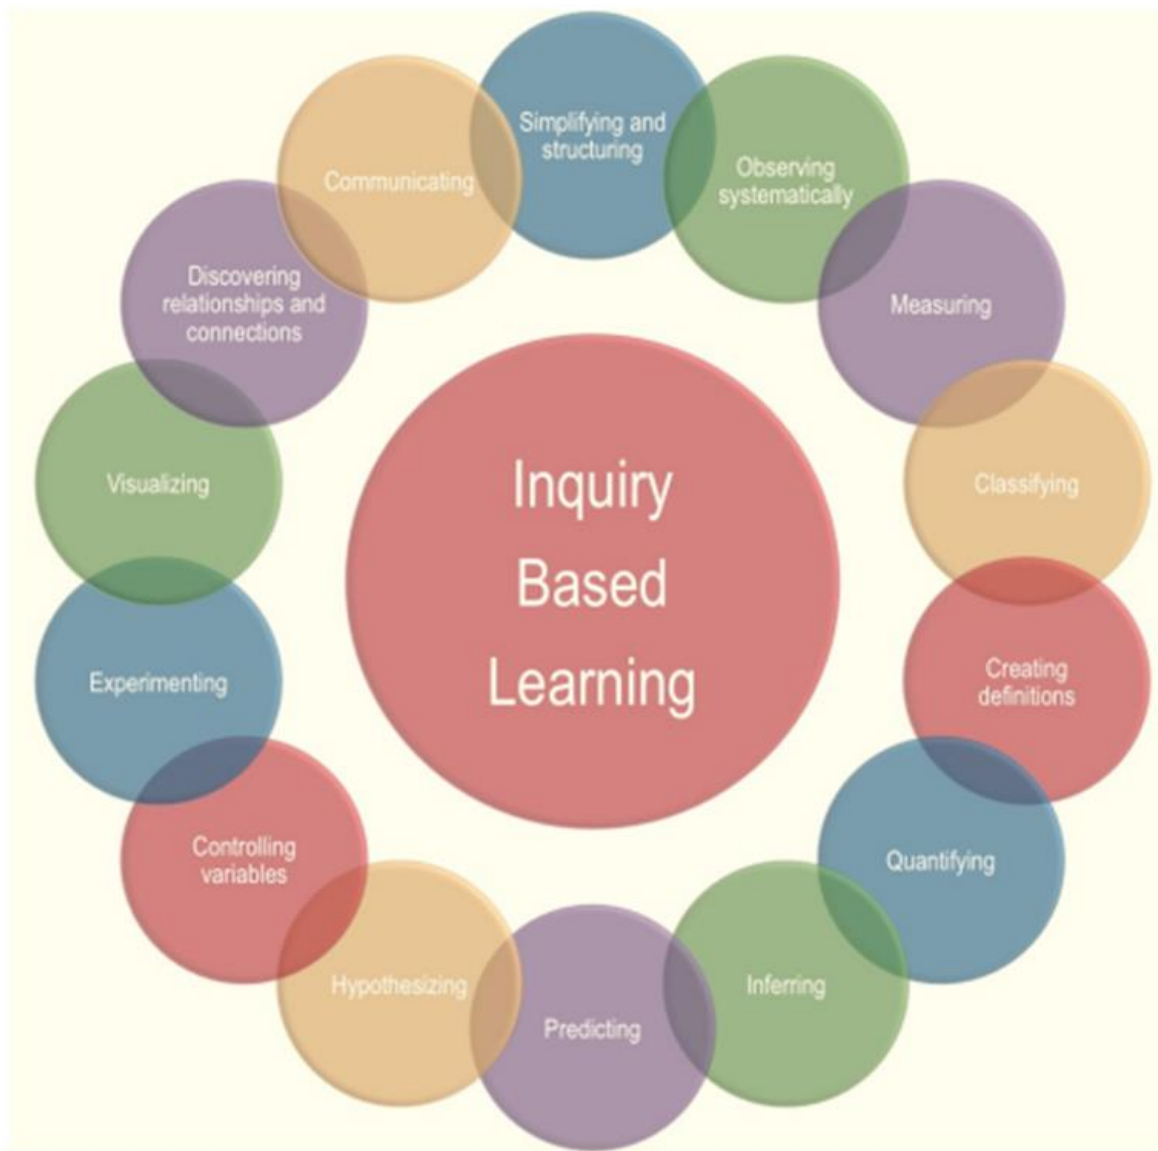 Simplifying and
structuring
Observing
systematically
Measuring
Classifying
Creating
definitions
Quantifying
Inferring
Predicting
Hypothesizing
Controlling
variables
Experimenting
Visualizing
Discovering
relationships and
connections
Communicating
Inquiry
Based
Learning